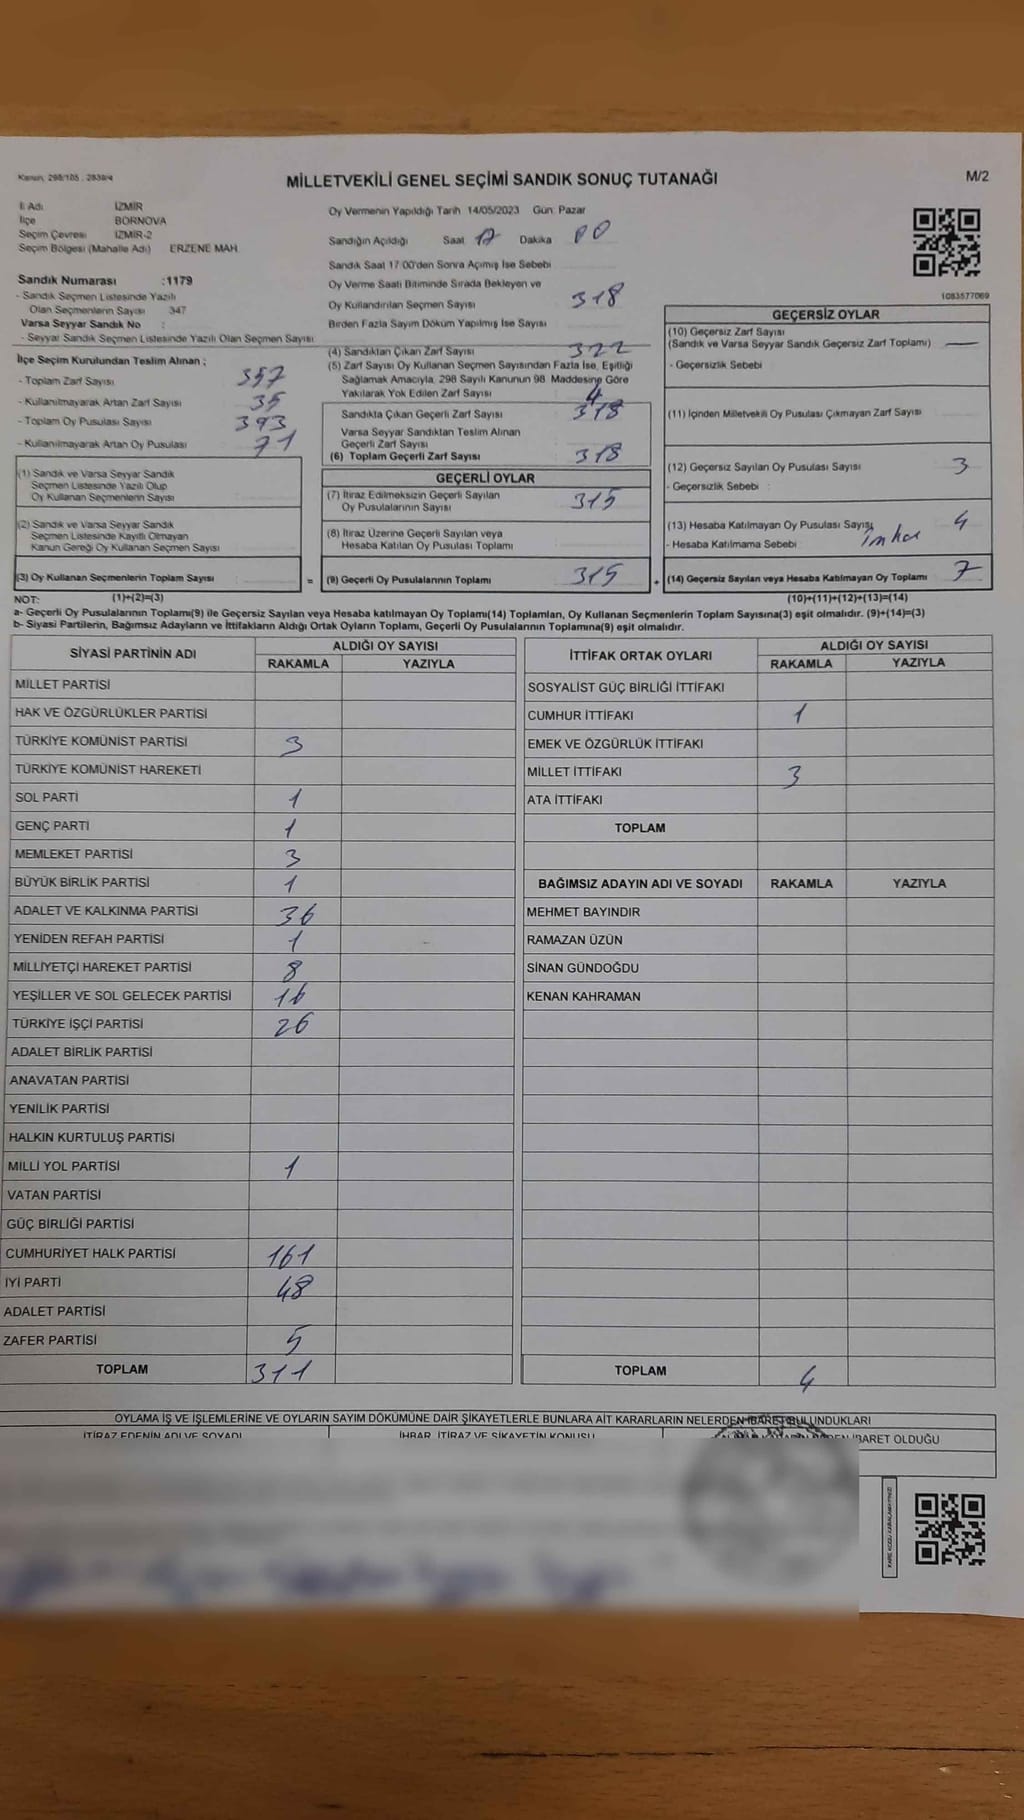 Kanun, 298/105 . 2839/4
MİLLETVEKİLİ GENEL SEÇİMİ SANDIK SONUÇ TUTANAĞI
M/2
İl Adı İZMİR
İlçe BORNOVA
Seçim Çevresi İZMİR-2
Seçim Bölgesi (Mahalle Adı) ERZENE MAH.
Sandık Numarası :1179
- Sandık Seçmen Listesinde Yazılı
Olan Seçmenlerin Sayısı 347
Varsa Seyyar Sandık No :
- Seyyar Sandık Seçmen Listesinde Yazılı Olan Seçmen Sayısı
Oy Vermenin Yapıldığı Tarih 14/05/2023 Gün: Pazar
Sandığın Açıldığı Saat 17 Dakika 00
Sandık Saat 17:00'den Sonra Açımış İse Sebebi
Oy Verme Saati Bitiminde Sırada Bekleyen ve
Oy Kullandırılan Seçmen Sayısı 318
Birden Fazla Sayım Döküm Yapılmış İse Sayısı
1083577069
İlçe Seçim Kurulundan Teslim Alınan ;
- Toplam Zarf Sayısı 357
- Kullanılmayarak Artan Zarf Sayısı 35
- Toplam Oy Pusulası Sayısı 393
- Kullanılmayarak Artan Oy Pusulası 71
(1) Sandık ve Varsa Seyyar Sandık
Seçmen Listesinde Yazılı Olup
Oy Kullanan Seçmenlerin Sayısı
(2) Sandık ve Varsa Seyyar Sandık
Seçmen Listesinde Kayıtlı Olmayan
Kanun Gereği Oy Kullanan Seçmen Sayısı
(3) Oy Kullanan Seçmenlerin Toplam Sayısı =
(4) Sandıktan Çıkan Zarf Sayısı 322
(5) Zarf Sayısı Oy Kullanan Seçmen Sayısından Fazla İse, Eşitliği
Sağlamak Amacıyla, 298 Sayılı Kanunun 98. Maddesine Göre
Yakılarak Yok Edilen Zarf Sayısı 4
Sandıkta Çıkan Geçerli Zarf Sayısı 318
Varsa Seyyar Sandıktan Teslim Alınan
Geçerli Zarf Sayısı
(6) Toplam Geçerli Zarf Sayısı 318
GEÇERLİ OYLAR
(7) İtiraz Edilmeksizin Geçerli Sayılan
Oy Pusulalarının Sayısı 315
(8) İtiraz Üzerine Geçerli Sayılan veya
Hesaba Katılan Oy Pusulası Toplamı
(9) Geçerli Oy Pusulalarının Toplamı 315 +
GEÇERSİZ OYLAR
(10) Geçersiz Zarf Sayısı
(Sandık ve Varsa Seyyar Sandık Geçersiz Zarf Toplamı) —
- Geçersizlik Sebebi
(11) İçinden Milletvekili Oy Pusulası Çıkmayan Zarf Sayısı
(12) Geçersiz Sayılan Oy Pusulası Sayısı 3
- Geçersizlik Sebebi :
(13) Hesaba Katılmayan Oy Pusulası Sayısı 4
- Hesaba Katılmama Sebebi imha
(14) Geçersiz Sayılan veya Hesaba Katılmayan Oy Toplamı 7
NOT: (1)+(2)=(3)
(10)+(11)+(12)+(13)=(14)
a- Geçerli Oy Pusulalarının Toplamı(9) ile Geçersiz Sayılan veya Hesaba katılmayan Oy Toplamı(14) Toplamları, Oy Kullanan Seçmenlerin Toplam Sayısına(3) eşit olmalıdır. (9)+(14)=(3)
b- Siyasi Partilerin, Bağımsız Adayların ve İttifakların Aldığı Ortak Oyların Toplamı, Geçerli Oy Pusulalarının Toplamına(9) eşit olmalıdır.
SİYASİ PARTİNİN ADI ALDIĞI OY SAYISI
RAKAMLA YAZIYLA
MİLLET PARTİSİ
HAK VE ÖZGÜRLÜKLER PARTİSİ
TÜRKİYE KOMÜNİST PARTİSİ 3
TÜRKİYE KOMÜNİST HAREKETİ
SOL PARTİ 1
GENÇ PARTİ 1
MEMLEKET PARTİSİ 3
BÜYÜK BİRLİK PARTİSİ 1
ADALET VE KALKINMA PARTİSİ 36
YENİDEN REFAH PARTİSİ 1
MİLLİYETÇİ HAREKET PARTİSİ 8
YEŞİLLER VE SOL GELECEK PARTİSİ 16
TÜRKİYE İŞÇİ PARTİSİ 26
ADALET BİRLİK PARTİSİ
ANAVATAN PARTİSİ
YENİLİK PARTİSİ
HALKIN KURTULUŞ PARTİSİ
MİLLİ YOL PARTİSİ 1
VATAN PARTİSİ
GÜÇ BİRLİĞİ PARTİSİ
CUMHURİYET HALK PARTİSİ 161
İYİ PARTİ 48
ADALET PARTİSİ
ZAFER PARTİSİ 5
TOPLAM 311
İTTİFAK ORTAK OYLARI ALDIĞI OY SAYISI
RAKAMLA YAZIYLA
SOSYALİST GÜÇ BİRLİĞİ İTTİFAKI
CUMHUR İTTİFAKI 1
EMEK VE ÖZGÜRLÜK İTTİFAKI
MİLLET İTTİFAKI 3
ATA İTTİFAKI
TOPLAM
BAĞIMSIZ ADAYIN ADI VE SOYADI RAKAMLA YAZIYLA
MEHMET BAYINDIR
RAMAZAN ÜZÜN
SİNAN GÜNDOĞDU
KENAN KAHRAMAN
TOPLAM 4
OYLAMA İŞ VE İŞLEMLERİNE VE OYLARIN SAYIM DÖKÜMÜNE DAİR ŞİKAYETLERLE BUNLARA AİT KARARLARIN NELERDEN İBARET BULUNDUKLARI
İTİRAZ EDENİN ADI VE SOYADI İHBAR, İTİRAZ VE ŞİKAYETİN KONUSU İBARET OLDUĞU